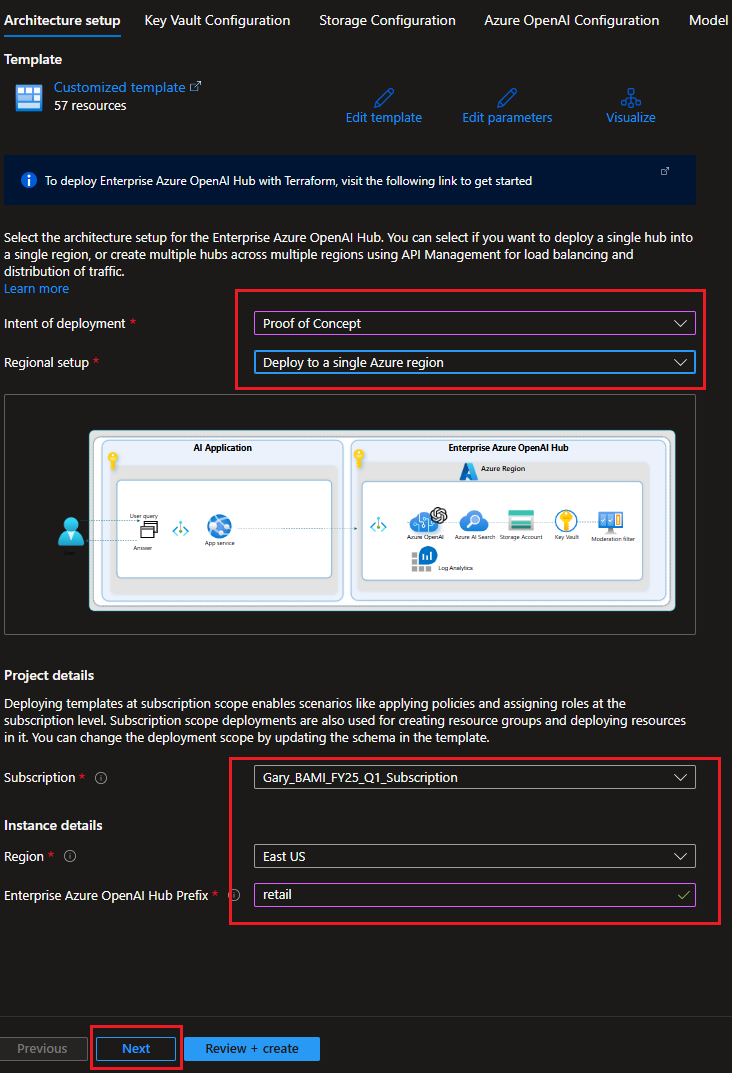 Architecture setup Key Vault Configuration Storage Configuration Azure OpenAI Configuration Model
Template
Customized template
57 resources
Edit template Edit parameters Visualize
To deploy Enterprise Azure OpenAI Hub with Terraform, visit the following link to get started
Select the architecture setup for the Enterprise Azure OpenAI Hub. You can select if you want to deploy a single hub into
a single region, or create multiple hubs across multiple regions using API Management for load balancing and
distribution of traffic.
Learn more
Intent of deployment * Proof of Concept
Regional setup * Deploy to a single Azure region
AI Application Enterprise Azure OpenAI Hub
Azure Region
User query
Answer
App service
Azure OpenAI Azure AI Search Storage Account Key Vault Moderation filter
Log Analytics
Project details
Deploying templates at subscription scope enables scenarios like applying policies and assigning roles at the
subscription level. Subscription scope deployments are also used for creating resource groups and deploying resources
in it. You can change the deployment scope by updating the schema in the template.
Subscription * Gary_BAMI_FY25_Q1_Subscription
Instance details
Region * East US
Enterprise Azure OpenAI Hub Prefix * retail
Previous Next Review + create